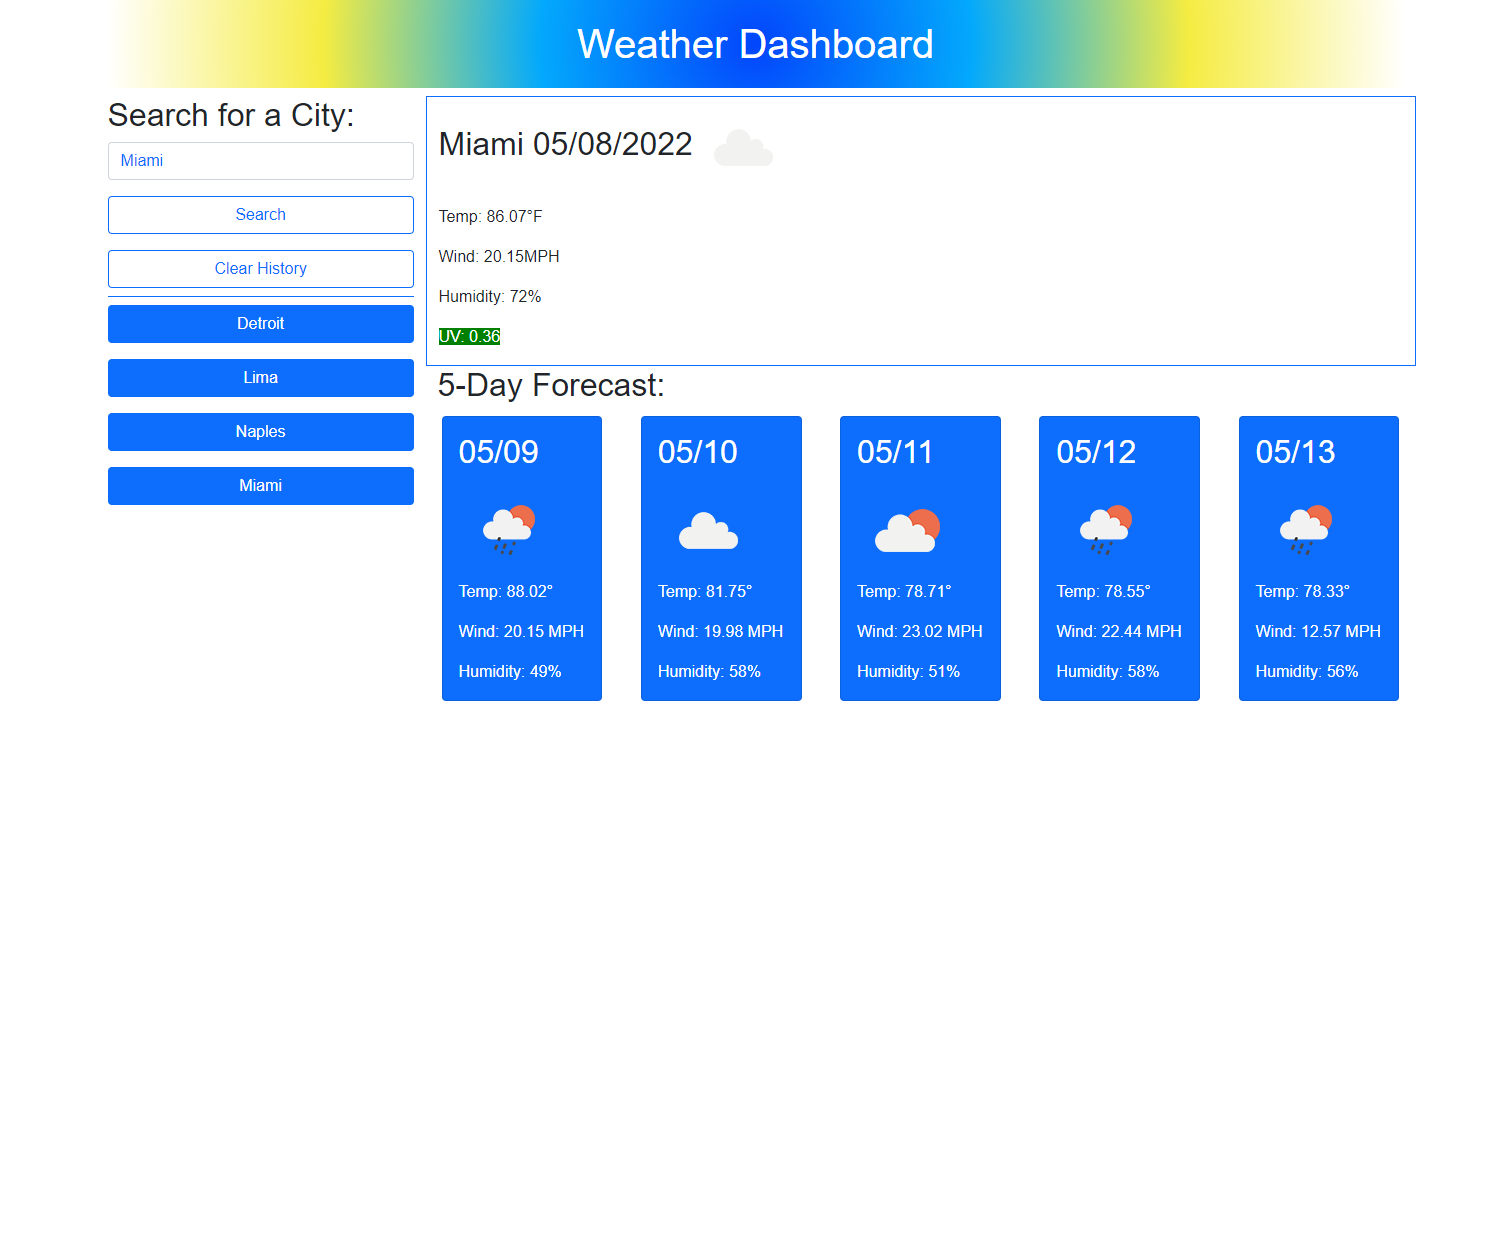 Weather Dashboard
Search for a City:
Miami
Search
Clear History
Detroit
Lima
Naples
Miami
Miami 05/08/2022
Temp: 86.07°F
Wind: 20.15MPH
Humidity: 72%
UV: 0.36
5-Day Forecast:
05/09
Temp: 88.02°
Wind: 20.15 MPH
Humidity: 49%
05/10
Temp: 81.75°
Wind: 19.98 MPH
Humidity: 58%
05/11
Temp: 78.71°
Wind: 23.02 MPH
Humidity: 51%
05/12
Temp: 78.55°
Wind: 22.44 MPH
Humidity: 58%
05/13
Temp: 78.33°
Wind: 12.57 MPH
Humidity: 56%